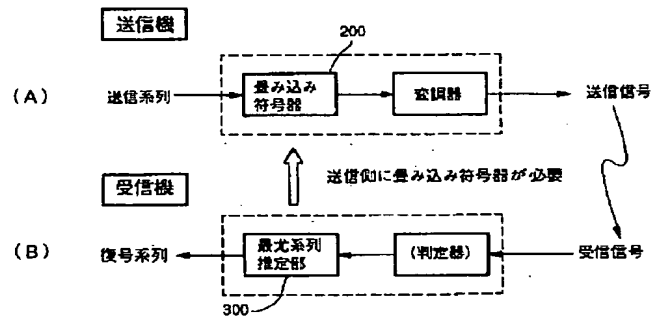 送信機
200
(A)
送信系列
畳み込み
符号器
変調器
送信信号
送信側に畳み込み符号器が必要
受信機
(B)
復号系列
最尤系列
推定部
(判定器)
受信信号
300